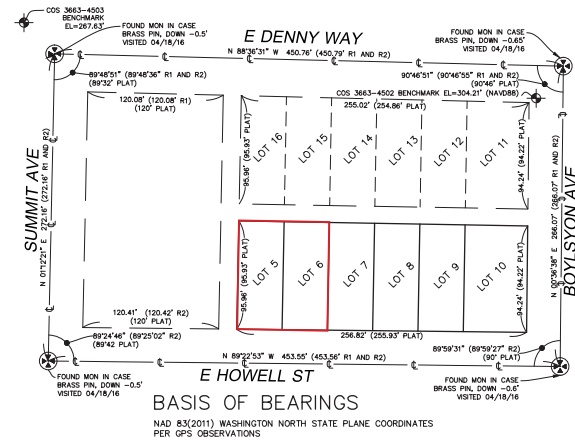 COS 3663-4503
BENCHMARK
EL=267.63'
FOUND MON IN CASE
BRASS PIN, DOWN -0.5'
VISITED 04/18/16
E DENNY WAY
N 88°36'31" W 450.76' (450.79' R1 AND R2)
FOUND MON IN CASE
BRASS PIN, DOWN -0.65'
VISITED 04/18/16
89°48'51" (89°48'36" R1 AND R2)
(89°32' PLAT)
90°46'51" (90°46'55" R1 AND R2)
(90°46' PLAT)
COS 3663-4502 BENCHMARK EL=304.21' (NAVD88)
120.08' (120.08' R1)
(120' PLAT)
255.02' (254.86' PLAT)
95.96' (95.93' PLAT)
LOT 16
LOT 15
LOT 14
LOT 13
LOT 12
LOT 11
94.24' (94.22' PLAT)
SUMMIT AVE
N 01°12'21" E 272.16' (272.16' R1 AND R2)
BOYLSYON AVE
N 00°36'38" E 266.07' (266.07' R1 AND R2)
95.96' (95.93' PLAT)
LOT 5
LOT 6
LOT 7
LOT 8
LOT 9
LOT 10
94.24' (94.22' PLAT)
120.41' (120.42' R2)
(120' PLAT)
256.82' (255.93' PLAT)
89°24'46" (89°25'02" R2)
(89°42 PLAT)
89°59'31" (89°59'27" R2)
(90° PLAT)
N 89°22'53" W 453.55' (453.56' R1 AND R2)
E HOWELL ST
FOUND MON IN CASE
BRASS PIN, DOWN -0.5'
VISITED 04/18/16
FOUND MON IN CASE
BRASS PIN, DOWN -0.6'
VISITED 04/18/16
BASIS OF BEARINGS
NAD 83(2011) WASHINGTON NORTH STATE PLANE COORDINATES
PER GPS OBSERVATIONS